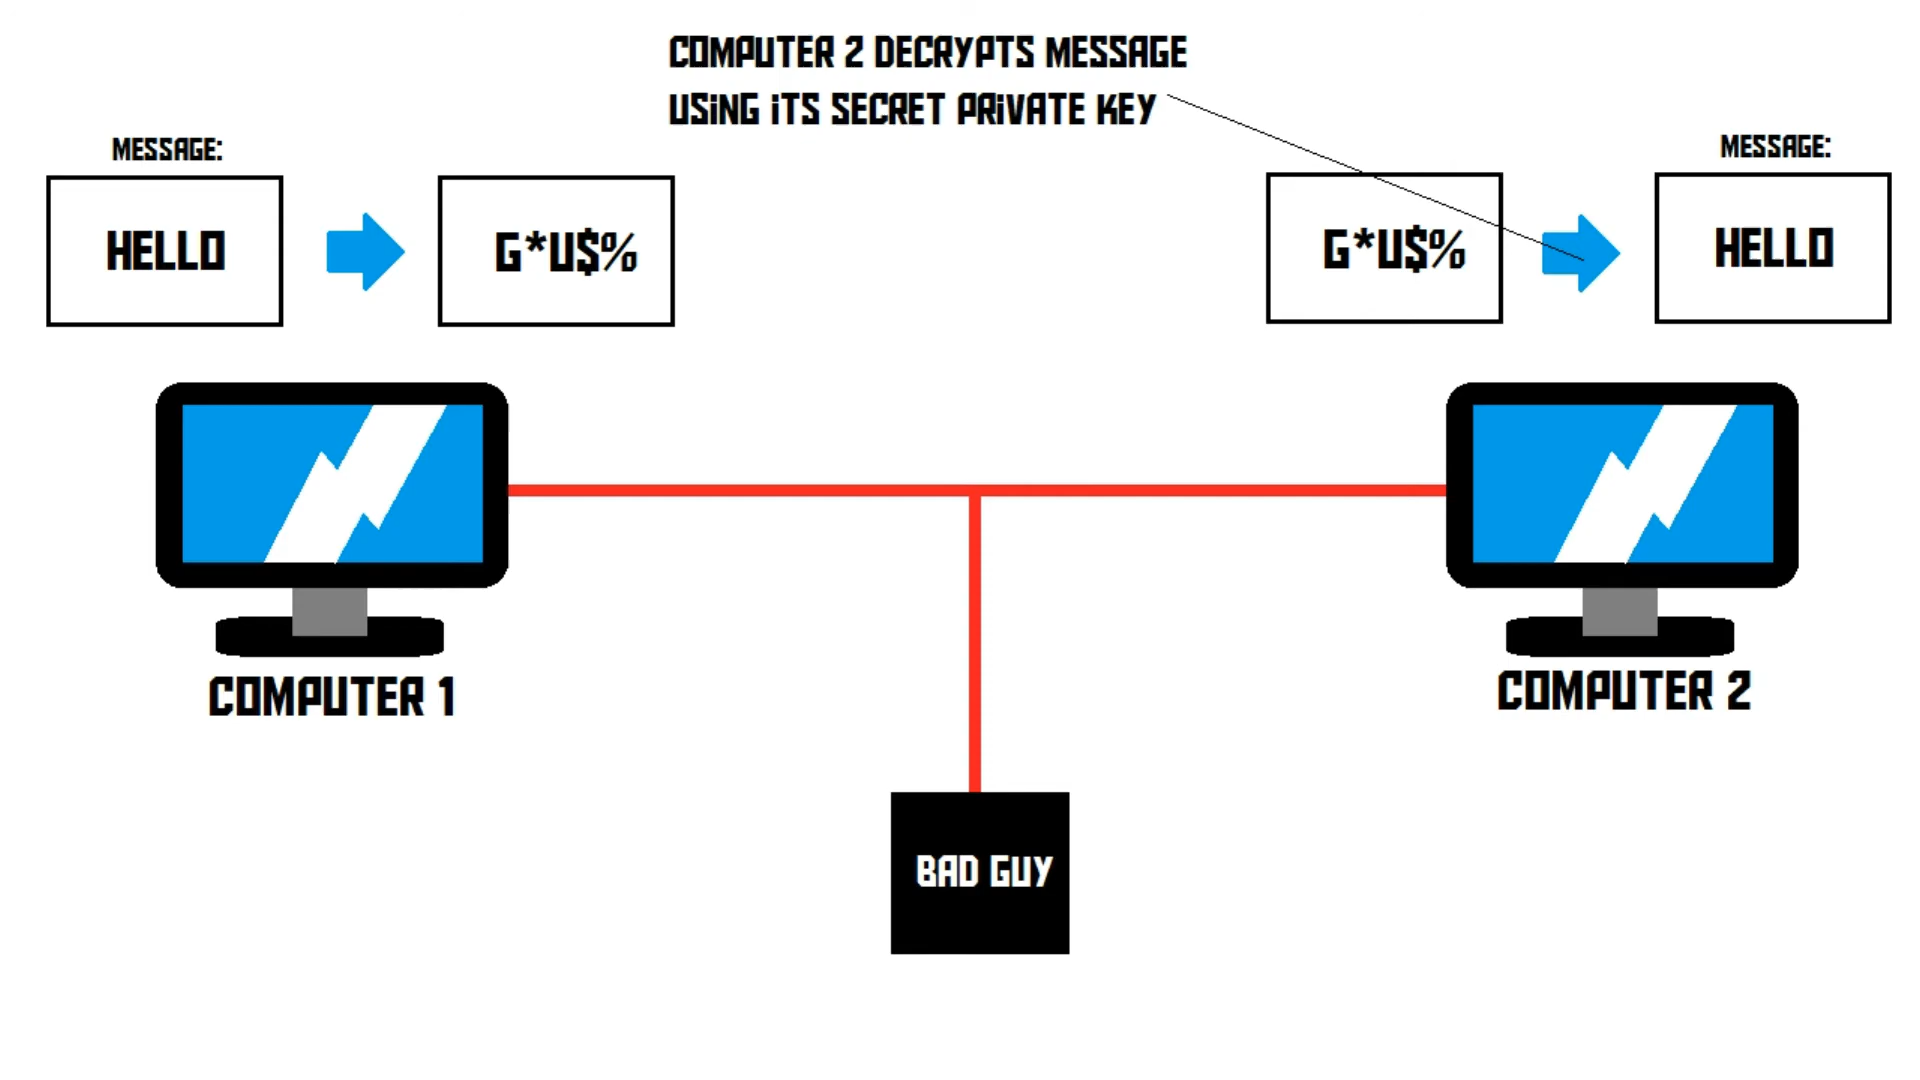 COMPUTER 2 DECRYPTS MESSAGE
USiNG iTS SECRET PRiVATE KEY
MESSAGE:
HELLO
G*U$%
MESSAGE:
G*U$%
HELLO
COMPUTER 1
COMPUTER 2
BAD GUY